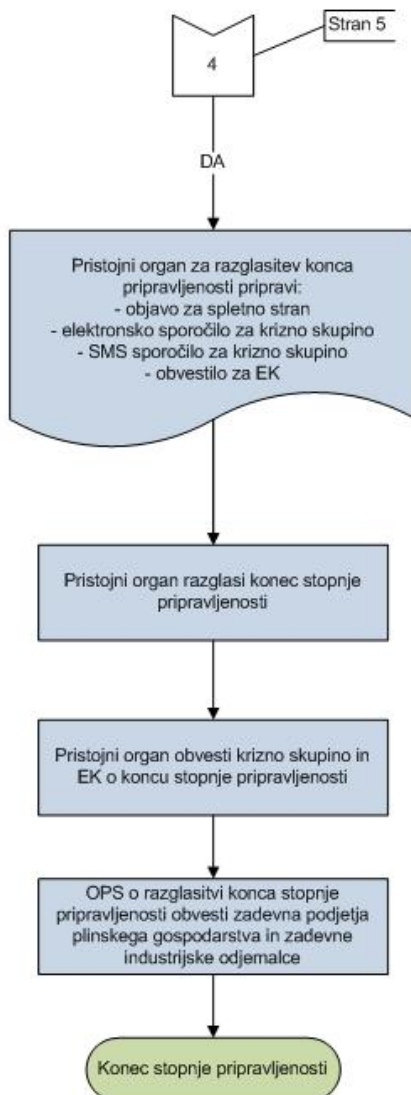 Stran 5
4
DA
Pristojni organ za razglasitev konca
pripravljenosti pripravi:
- objavo za spletno stran
- elektronsko sporočilo za krizno skupino
- SMS sporočilo za krizno skupino
- obvestilo za EK
Pristojni organ razglasi konec stopnje
pripravljenosti
Pristojni organ obvesti krizno skupino in
EK o koncu stopnje pripravljenosti
OPS o razglasitvi konca stopnje
pripravljenosti obvesti zadevna podjetja
plinskega gospodarstva in zadevne
industrijske odjemalce
Konec stopnje pripravljenosti